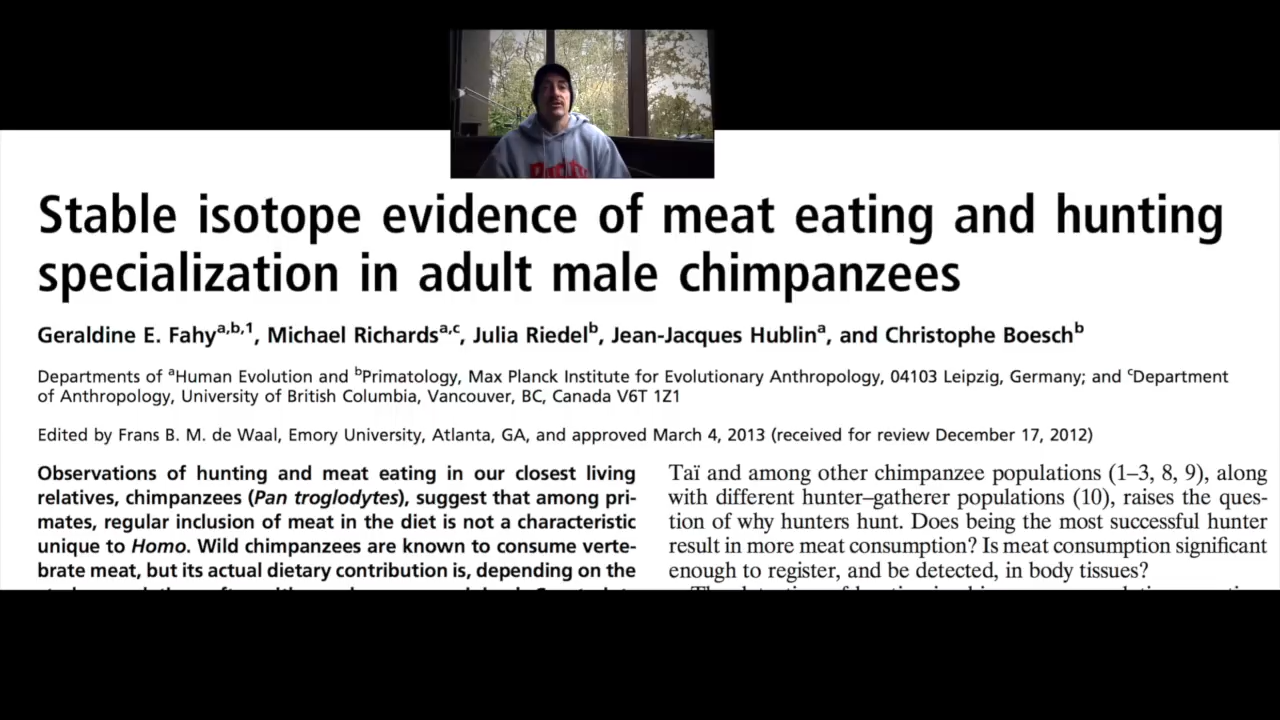 Stable isotope evidence of meat eating and hunting
specialization in adult male chimpanzees
Geraldine E. Fahyᵃ,ᵇ,¹, Michael Richardsᵃ,ᶜ, Julia Riedelᵇ, Jean-Jacques Hublinᵃ, and Christophe Boeschᵇ
Departments of ᵃHuman Evolution and ᵇPrimatology, Max Planck Institute for Evolutionary Anthropology, 04103 Leipzig, Germany; and ᶜDepartment
of Anthropology, University of British Columbia, Vancouver, BC, Canada V6T 1Z1
Edited by Frans B. M. de Waal, Emory University, Atlanta, GA, and approved March 4, 2013 (received for review December 17, 2012)
Observations of hunting and meat eating in our closest living
relatives, chimpanzees (Pan troglodytes), suggest that among pri-
mates, regular inclusion of meat in the diet is not a characteristic
unique to Homo. Wild chimpanzees are known to consume verte-
brate meat, but its actual dietary contribution is, depending on the
Taï and among other chimpanzee populations (1–3, 8, 9), along
with different hunter–gatherer populations (10), raises the ques-
tion of why hunters hunt. Does being the most successful hunter
result in more meat consumption? Is meat consumption significant
enough to register, and be detected, in body tissues?